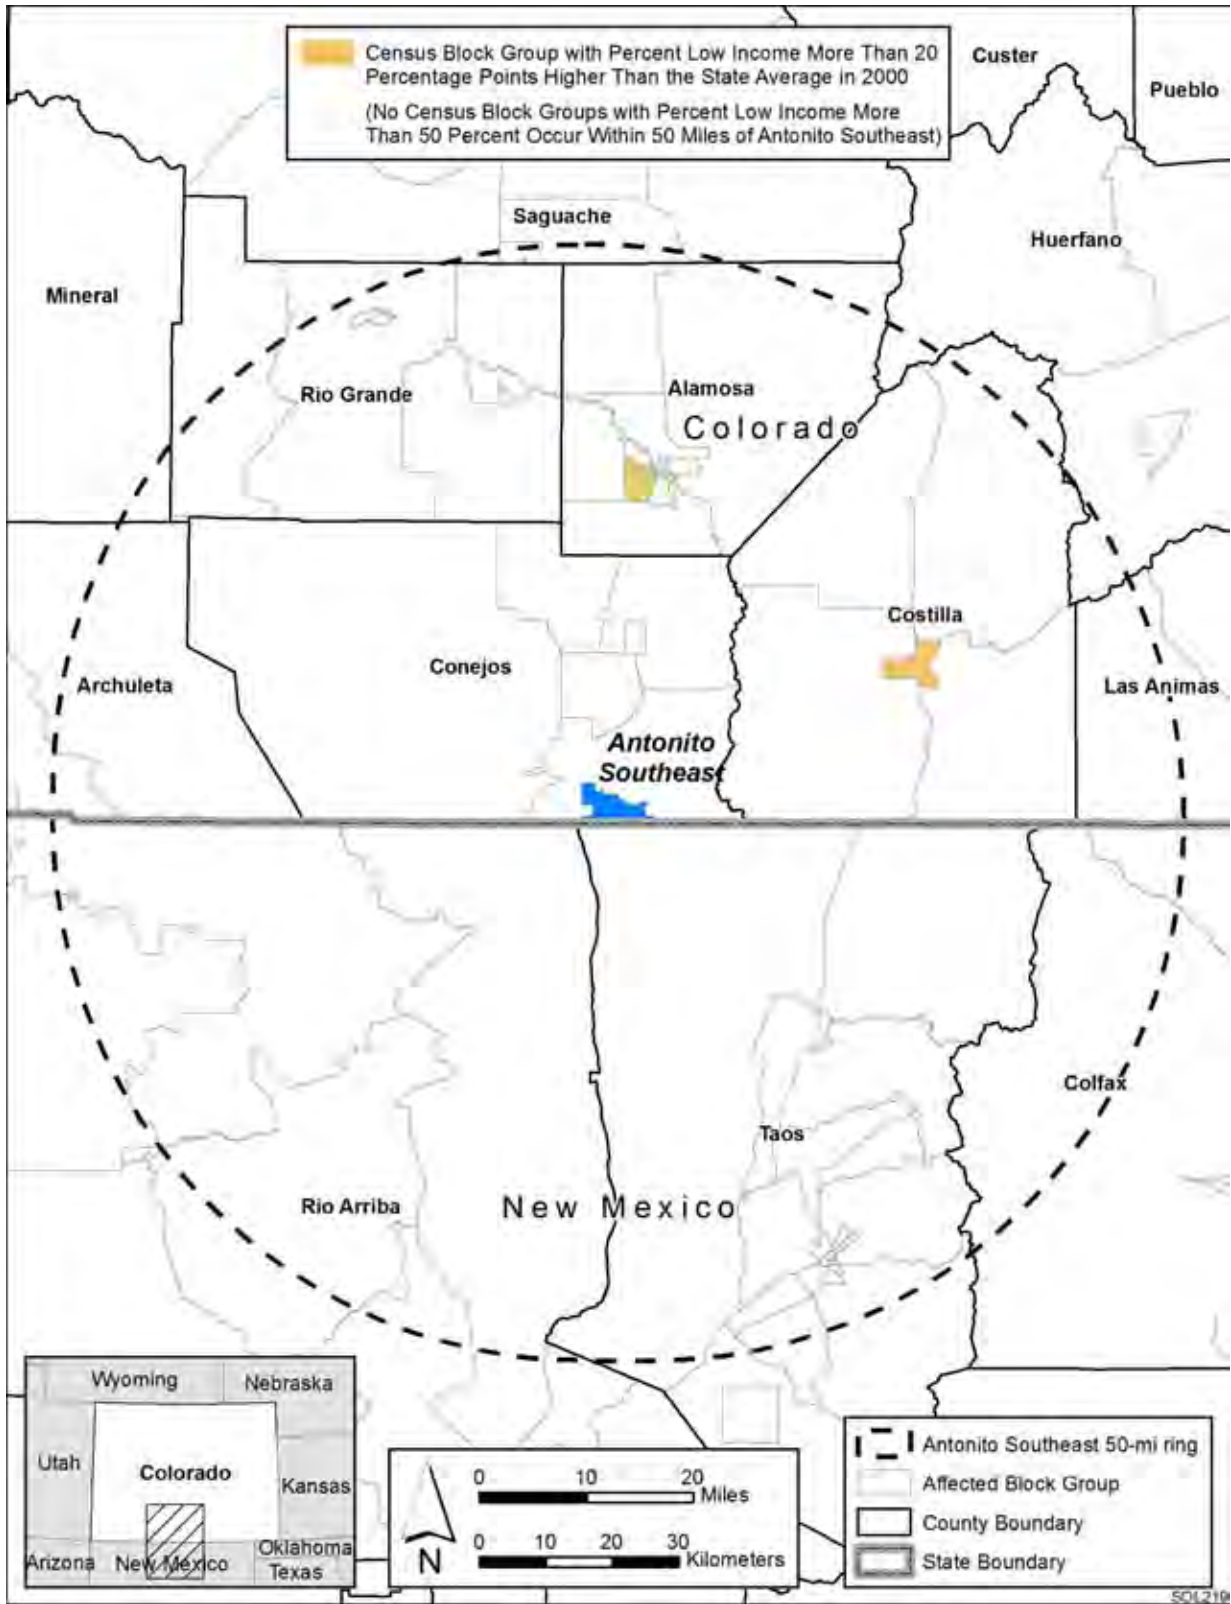 Census Block Group with Percent Low Income More Than 20
Percentage Points Higher Than the State Average in 2000
(No Census Block Groups with Percent Low Income More
Than 50 Percent Occur Within 50 Miles of Antonito Southeast)
Custer
Pueblo
Saguache
Huerfano
Mineral
Rio Grande
Alamosa
Colorado
Costilla
Conejos
Archuleta
Las Animas
Antonito
Southeast
Colfax
Taos
Rio Arriba
New Mexico
Wyoming
Nebraska
Utah
Colorado
Kansas
Arizona
New Mexico
Oklahoma
Texas
N
0 10 20
Miles
0 10 20 30
Kilometers
Antonito Southeast 50-mi ring
Affected Block Group
County Boundary
State Boundary